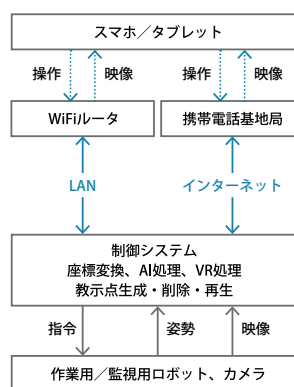 スマホ／タブレット
操作 映像 操作 映像
WiFiルータ 携帯電話基地局
LAN インターネット
制御システム
座標変換、AI処理、VR処理
教示点生成・削除・再生
指令 姿勢 映像
作業用／監視用ロボット、カメラ